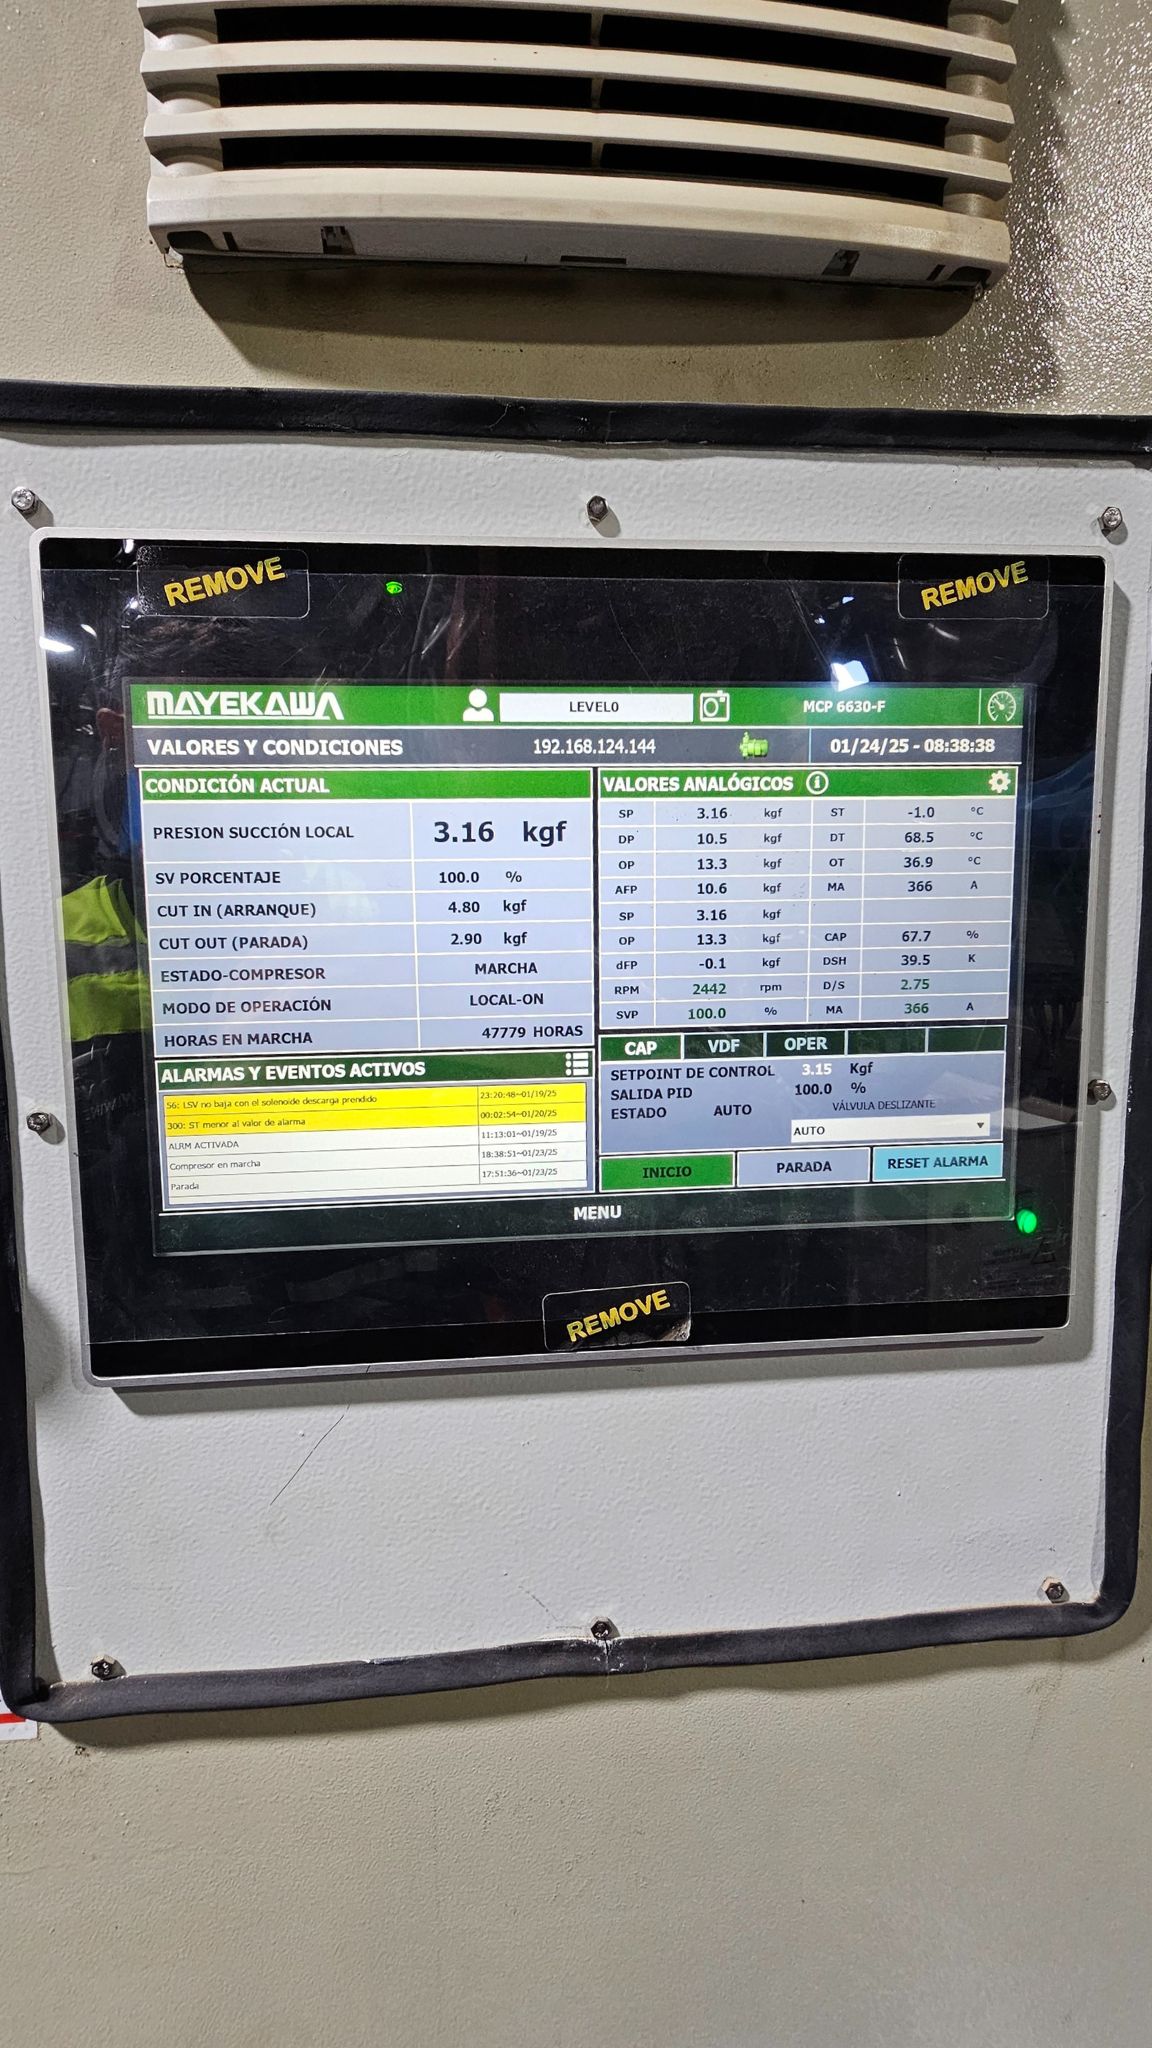 REMOVE
REMOVE
MAYEKAWA
LEVEL0
MCP 6630-F
VALORES Y CONDICIONES
192.168.124.144
01/24/25 - 08:38:38
CONDICIÓN ACTUAL
PRESION SUCCIÓN LOCAL 3.16 kgf
SV PORCENTAJE 100.0 %
CUT IN (ARRANQUE) 4.80 kgf
CUT OUT (PARADA) 2.90 kgf
ESTADO-COMPRESOR MARCHA
MODO DE OPERACIÓN LOCAL-ON
HORAS EN MARCHA 47779 HORAS
ALARMAS Y EVENTOS ACTIVOS
56: LSV no baja con el solenoide descarga prendido 23:20:48~01/19/25
300: ST menor al valor de alarma 00:02:54~01/20/25
ALRM ACTIVADA 11:13:01~01/19/25
Compresor en marcha 18:38:51~01/23/25
Parada 17:51:36~01/23/25
VALORES ANALÓGICOS
SP 3.16 kgf ST -1.0 °C
DP 10.5 kgf DT 68.5 °C
OP 13.3 kgf OT 36.9 °C
AFP 10.6 kgf MA 366 A
SP 3.16 kgf
OP 13.3 kgf CAP 67.7 %
dFP -0.1 kgf DSH 39.5 K
RPM 2442 rpm D/S 2.75
SVP 100.0 % MA 366 A
CAP VDF OPER
SETPOINT DE CONTROL 3.15 Kgf
SALIDA PID 100.0 %
ESTADO AUTO VÁLVULA DESLIZANTE
AUTO
INICIO PARADA RESET ALARMA
MENU
REMOVE